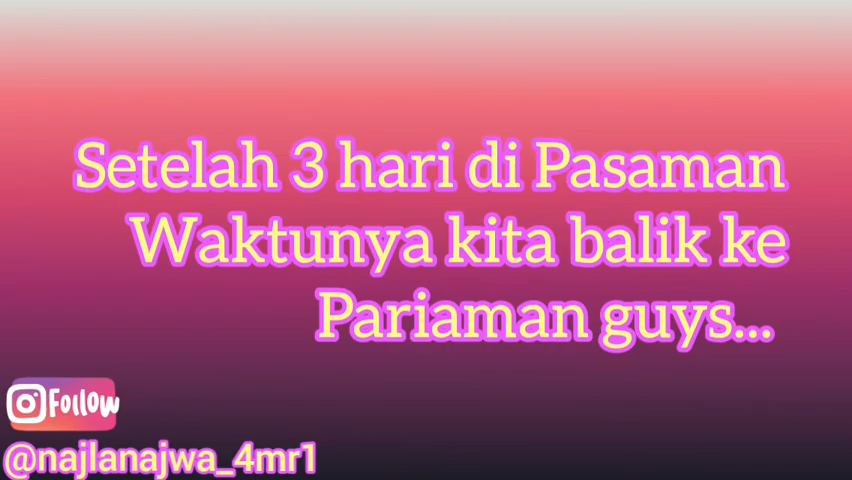 Setelah 3 hari di Pasaman
Waktunya kita balik ke
Pariaman guys...
Follow
@najlanajwa_4mr1